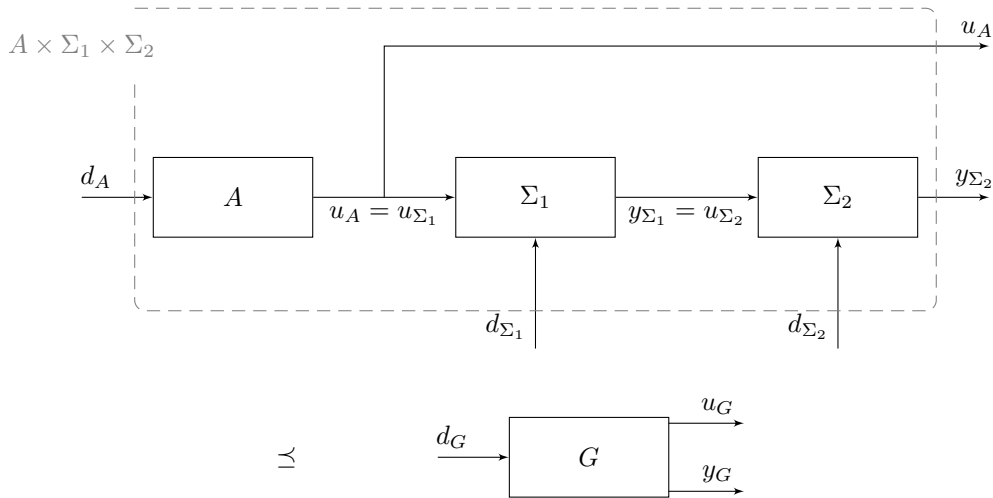 u_A
A × Σ₁ × Σ₂
d_A
A
u_A = u_{Σ₁}
Σ₁
y_{Σ₁} = u_{Σ₂}
Σ₂
y_{Σ₂}
d_{Σ₁}
d_{Σ₂}
⪯
d_G
G
u_G
y_G